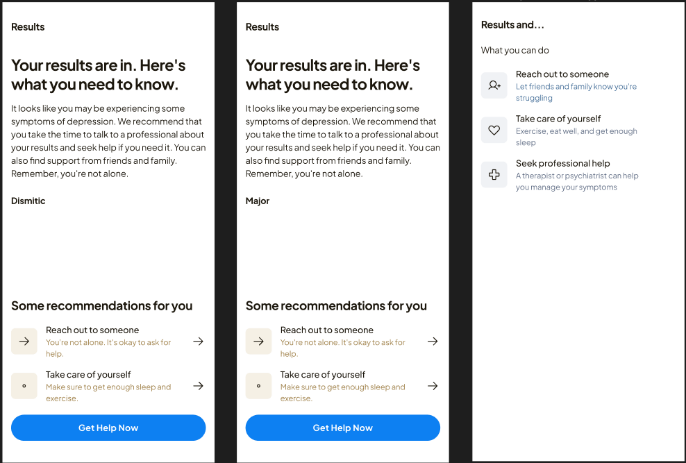 Results
Your results are in. Here's
what you need to know.
It looks like you may be experiencing some
symptoms of depression. We recommend that
you take the time to talk to a professional about
your results and seek help if you need it. You can
also find support from friends and family.
Remember, you're not alone.
Dismitic
Some recommendations for you
Reach out to someone
You're not alone. It's okay to ask for
help.
Take care of yourself
Make sure to get enough sleep and
exercise.
Get Help Now
Results
Your results are in. Here's
what you need to know.
It looks like you may be experiencing some
symptoms of depression. We recommend that
you take the time to talk to a professional about
your results and seek help if you need it. You can
also find support from friends and family.
Remember, you're not alone.
Major
Some recommendations for you
Reach out to someone
You're not alone. It's okay to ask for
help.
Take care of yourself
Make sure to get enough sleep and
exercise.
Get Help Now
Results and...
What you can do
Reach out to someone
Let friends and family know you're
struggling
Take care of yourself
Exercise, eat well, and get enough
sleep
Seek professional help
A therapist or psychiatrist can help
you manage your symptoms